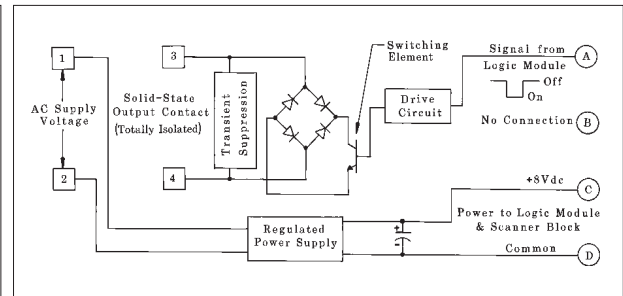 1
AC Supply
Voltage
2
3
Solid-State
Output Contact
(Totally Isolated)
4
Transient
Suppression
Switching
Element
Drive
Circuit
Signal from
Logic Module
Off
On
A
No Connection
B
+8Vdc
C
Power to Logic Module
& Scanner Block
Common
D
Regulated
Power Supply
+
-